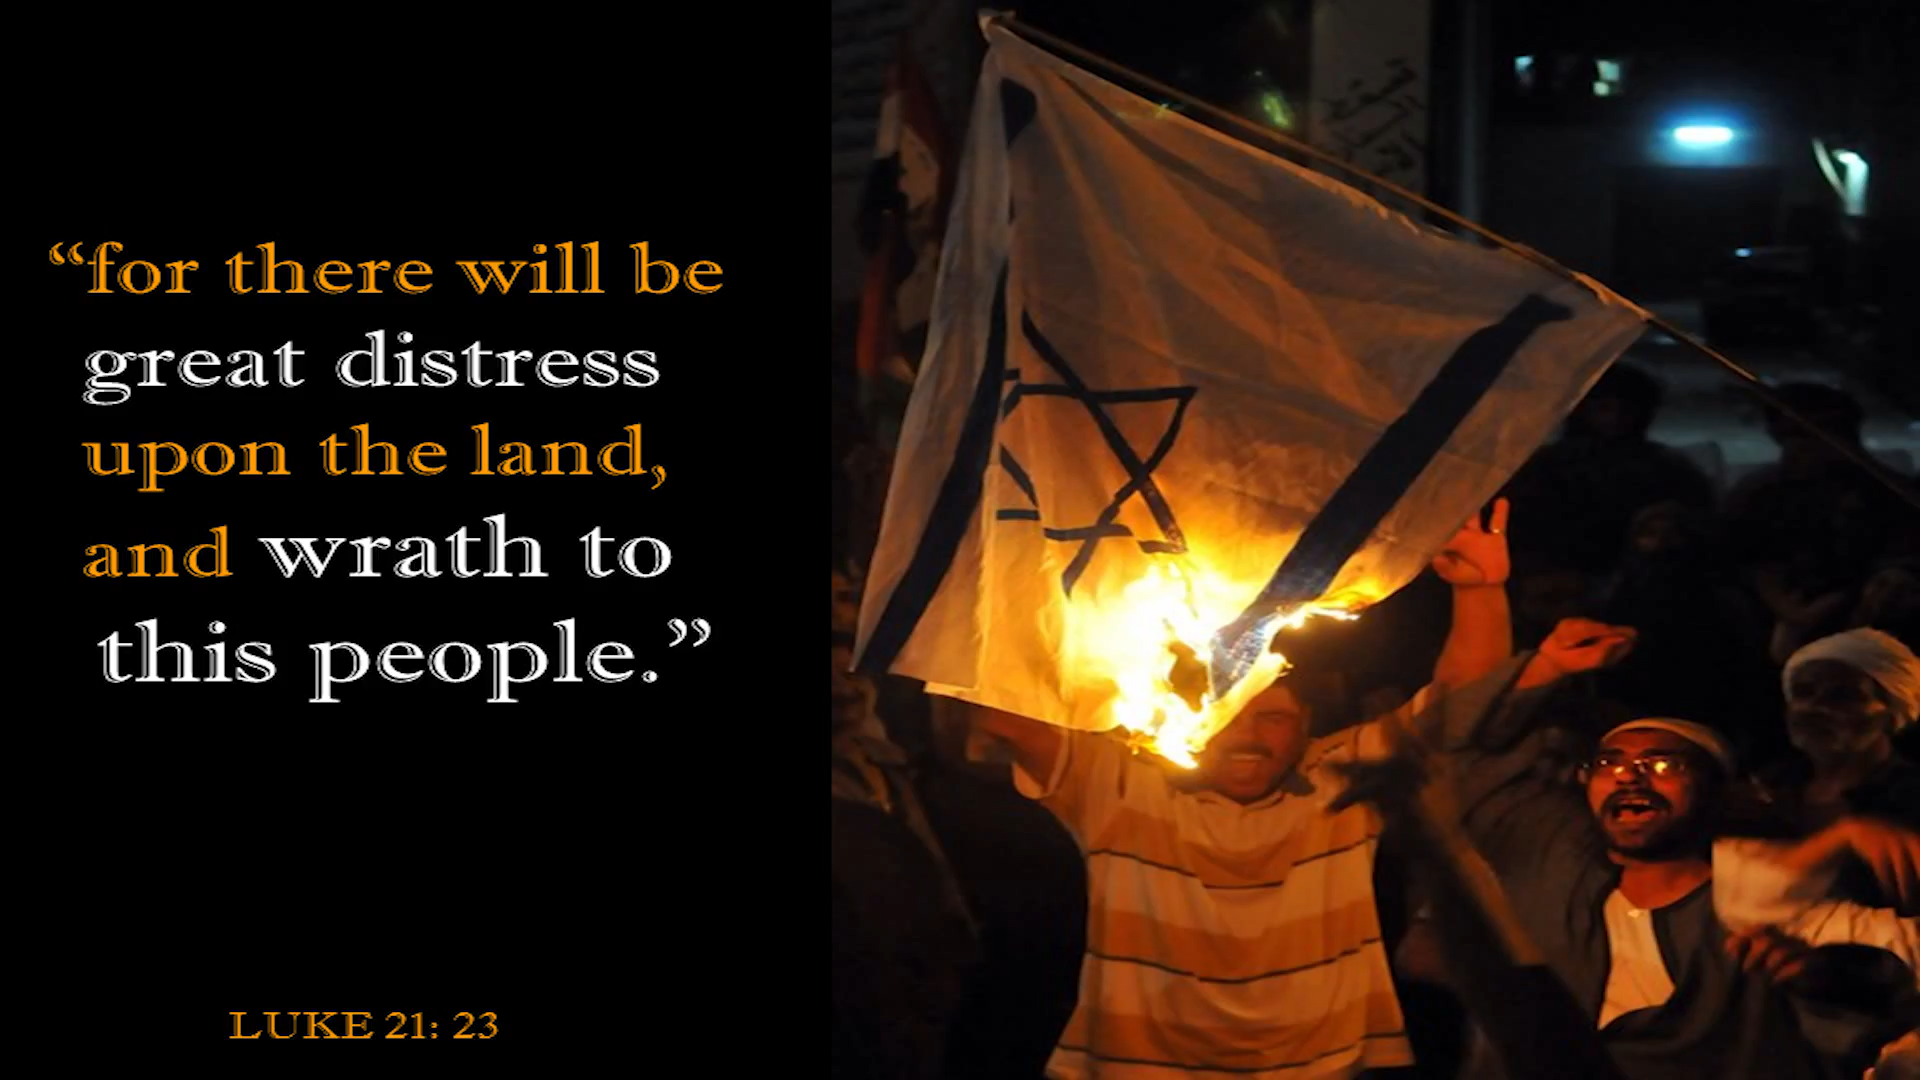 “for there will be
great distress
upon the land,
and wrath to
this people.”
LUKE 21: 23